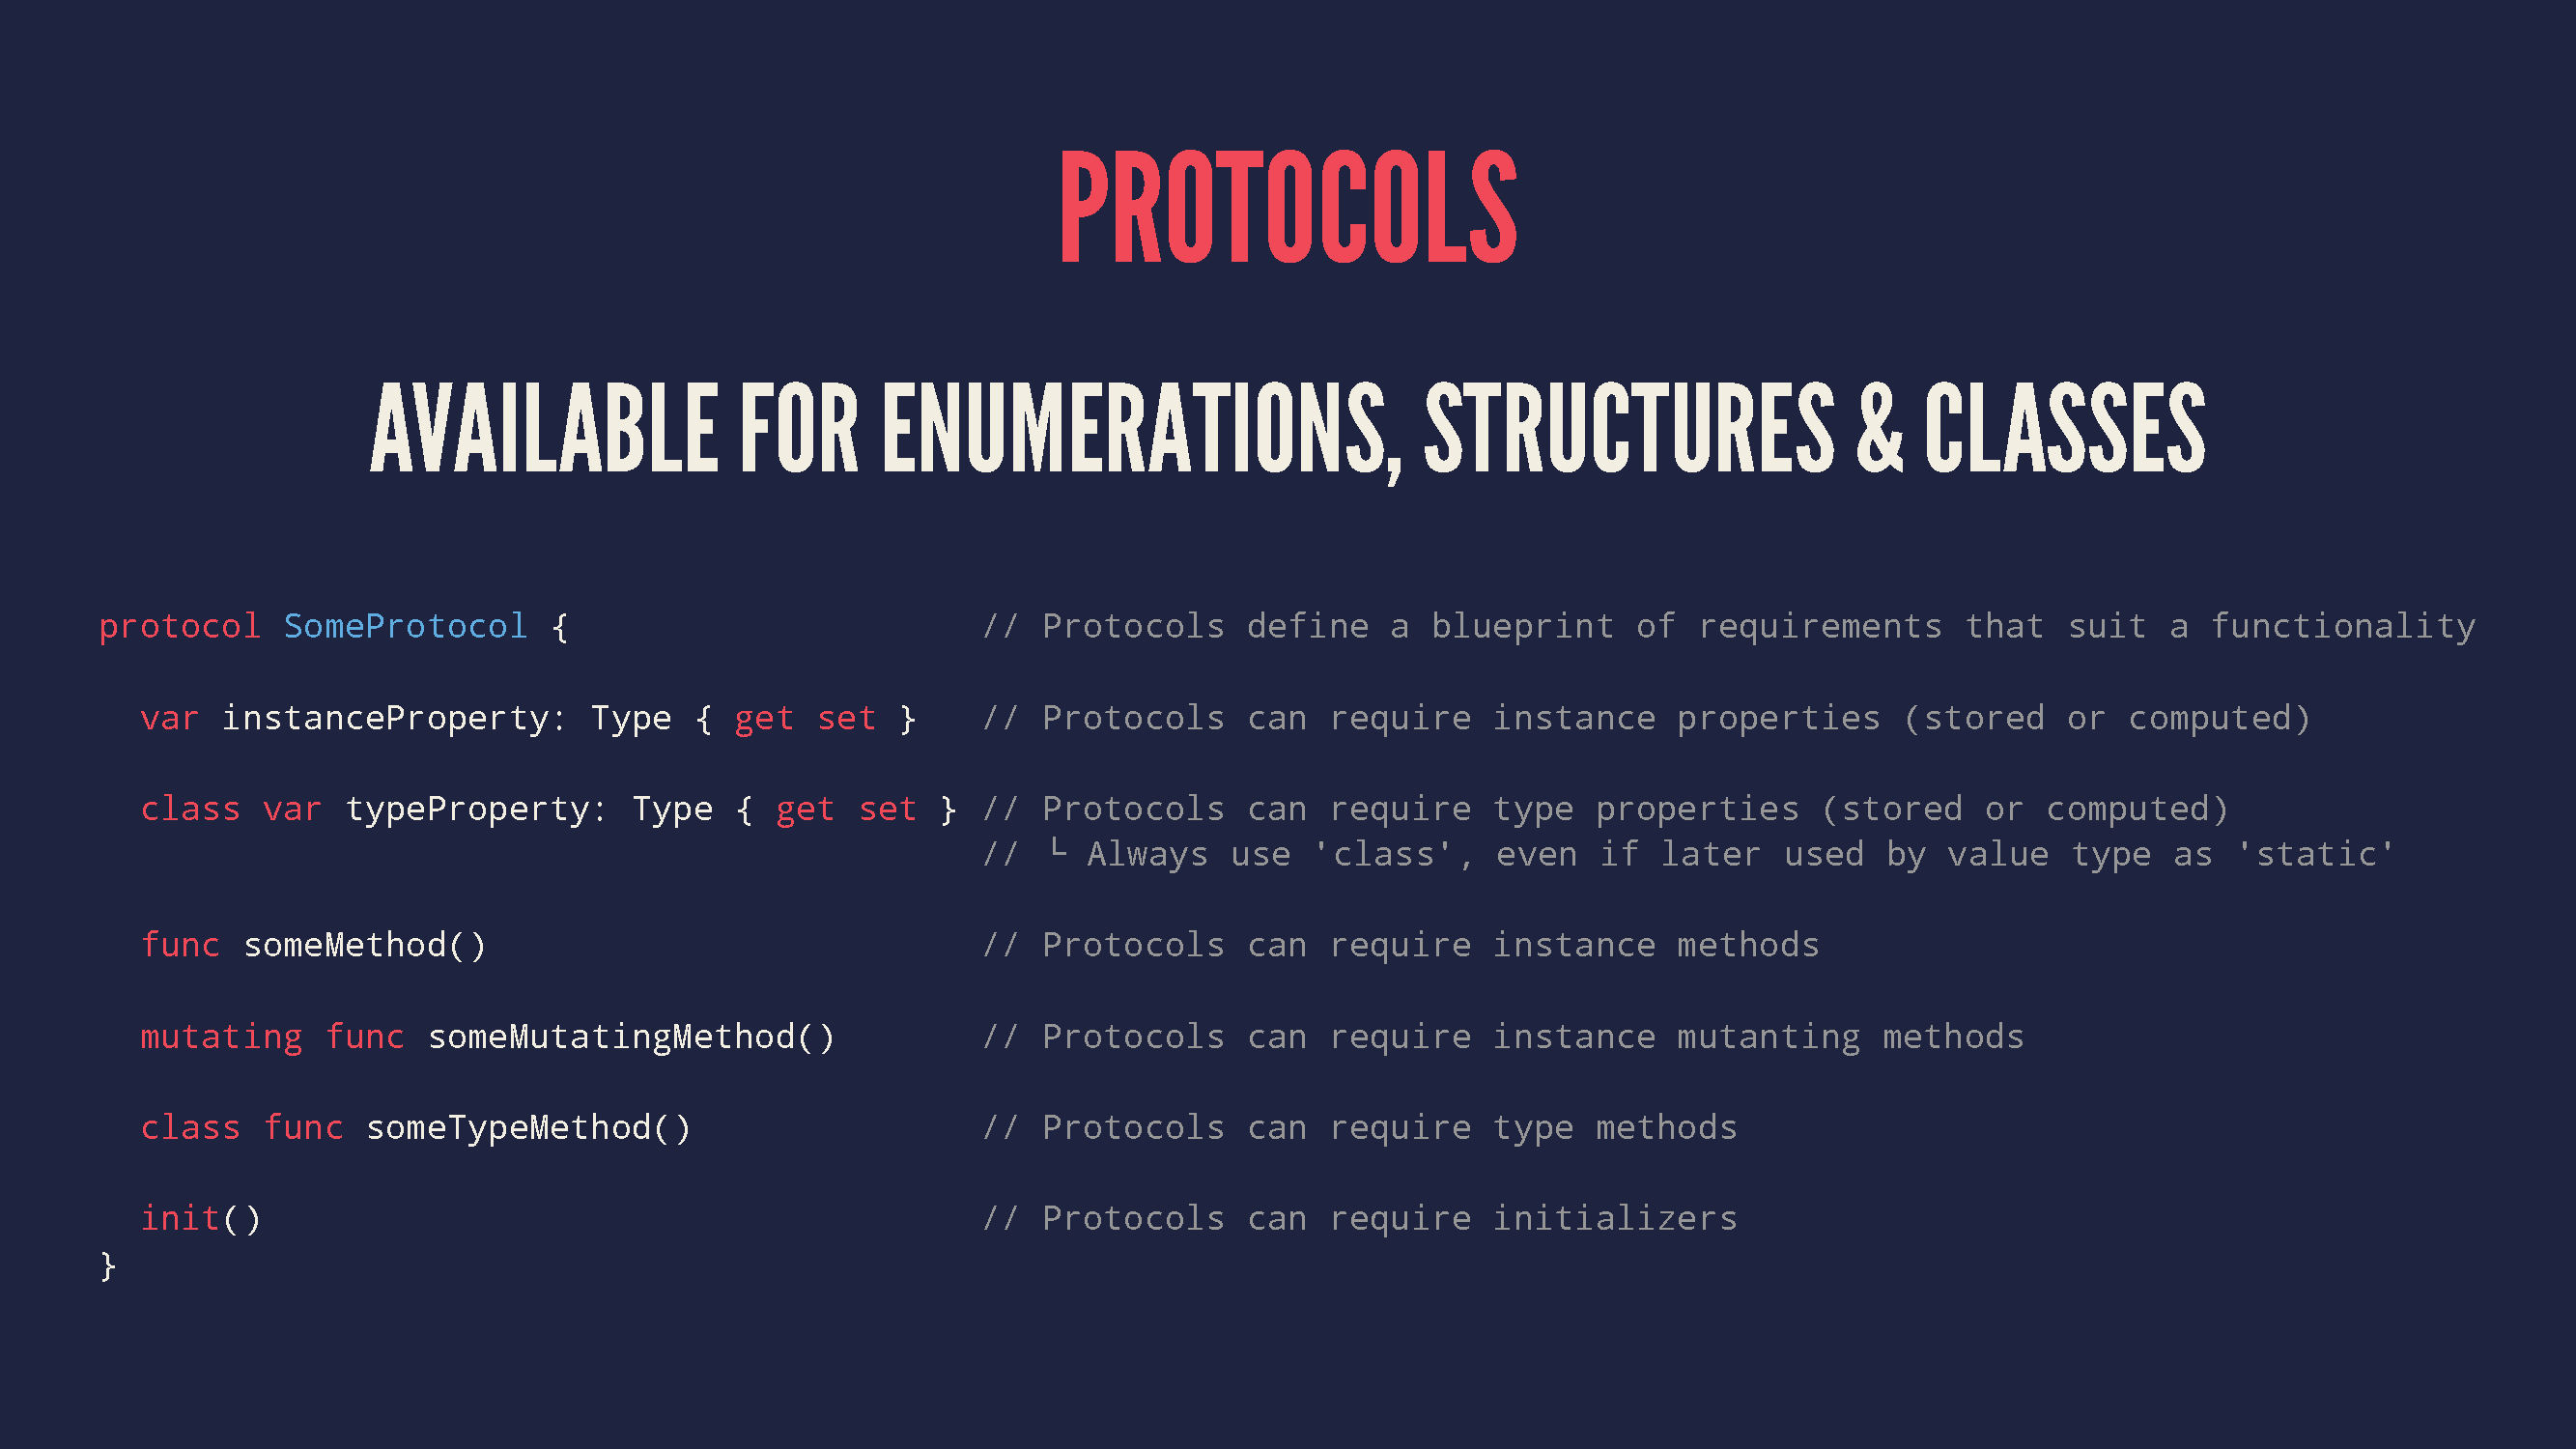 PROTOCOLS
AVAILABLE FOR ENUMERATIONS, STRUCTURES & CLASSES
protocol SomeProtocol { // Protocols define a blueprint of requirements that suit a functionality
var instanceProperty: Type { get set } // Protocols can require instance properties (stored or computed)
class var typeProperty: Type { get set } // Protocols can require type properties (stored or computed)
// └ Always use 'class', even if later used by value type as 'static'
func someMethod() // Protocols can require instance methods
mutating func someMutatingMethod() // Protocols can require instance mutanting methods
class func someTypeMethod() // Protocols can require type methods
init() // Protocols can require initializers
}